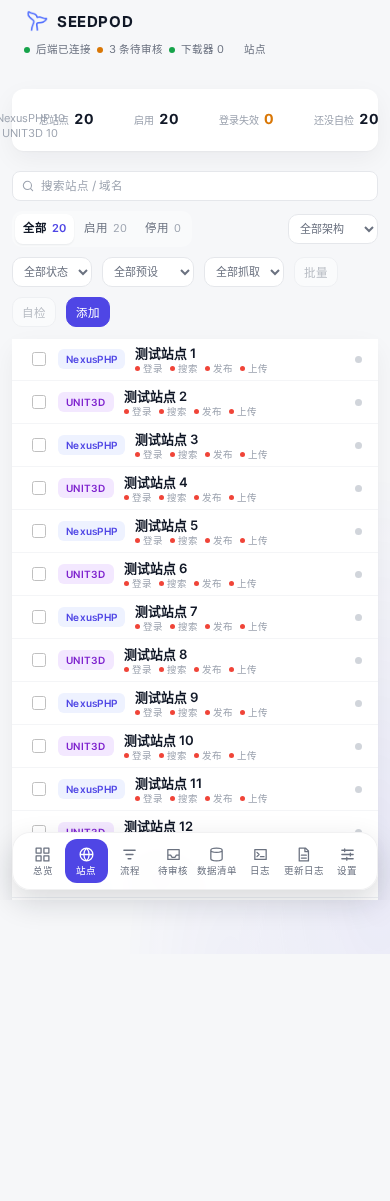 SEEDPOD
后端已连接 3 条待审核 下载器 0 站点
总站点 20 启用 20 登录失效 0 还没自检 20
NexusPHP 10
UNIT3D 10
搜索站点 / 域名
全部 20 启用 20 停用 0 全部架构
全部状态 全部预设 全部抓取 批量
自检 添加
NexusPHP 测试站点 1
登录 搜索 发布 上传
UNIT3D 测试站点 2
登录 搜索 发布 上传
NexusPHP 测试站点 3
登录 搜索 发布 上传
UNIT3D 测试站点 4
登录 搜索 发布 上传
NexusPHP 测试站点 5
登录 搜索 发布 上传
UNIT3D 测试站点 6
登录 搜索 发布 上传
NexusPHP 测试站点 7
登录 搜索 发布 上传
UNIT3D 测试站点 8
登录 搜索 发布 上传
NexusPHP 测试站点 9
登录 搜索 发布 上传
UNIT3D 测试站点 10
登录 搜索 发布 上传
NexusPHP 测试站点 11
登录 搜索 发布 上传
UNIT3D 测试站点 12
总览 站点 流程 待审核 数据清单 日志 更新日志 设置